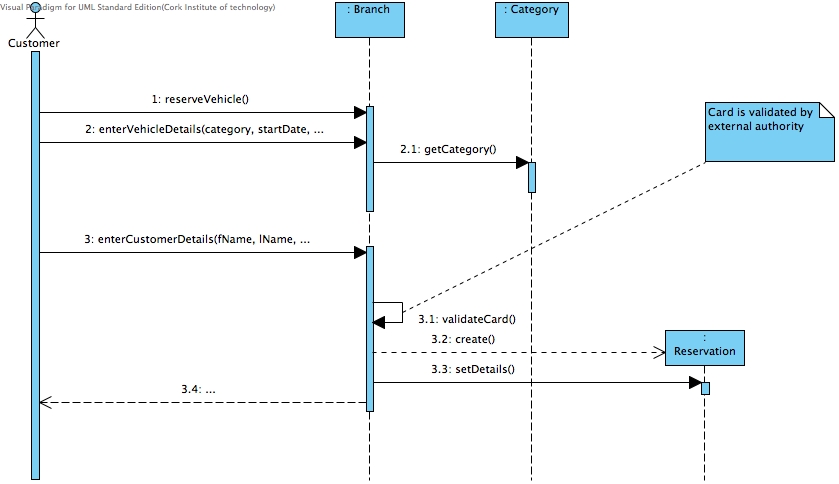 Visual Paradigm for UML Standard Edition(Cork Institute of technology)
Customer
: Branch
: Category
1: reserveVehicle()
2: enterVehicleDetails(category, startDate, ...
2.1: getCategory()
Card is validated by
external authority
3: enterCustomerDetails(fName, lName, ...
3.1: validateCard()
3.2: create()
:
Reservation
3.3: setDetails()
3.4: ...